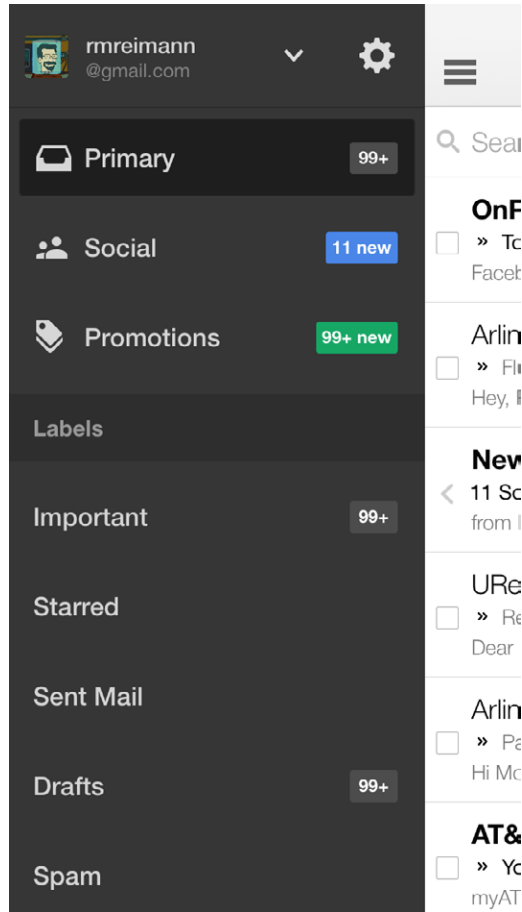 rmreimann
@gmail.com
Primary
99+
Social
11 new
Promotions
99+ new
Labels
Important
99+
Starred
Sent Mail
Drafts
99+
Spam
» 
»
Hey,
11
from
»
Dear
»
Hi
»